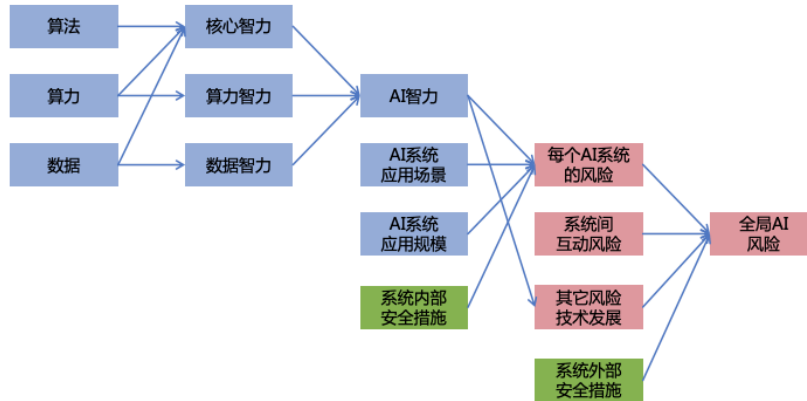 算法
核心智力
算力
算力智力
AI智力
数据
数据智力
AI系统
应用场景
每个AI系统
的风险
AI系统
应用规模
系统间
互动风险
全局AI
风险
系统内部
安全措施
其它风险
技术发展
系统外部
安全措施